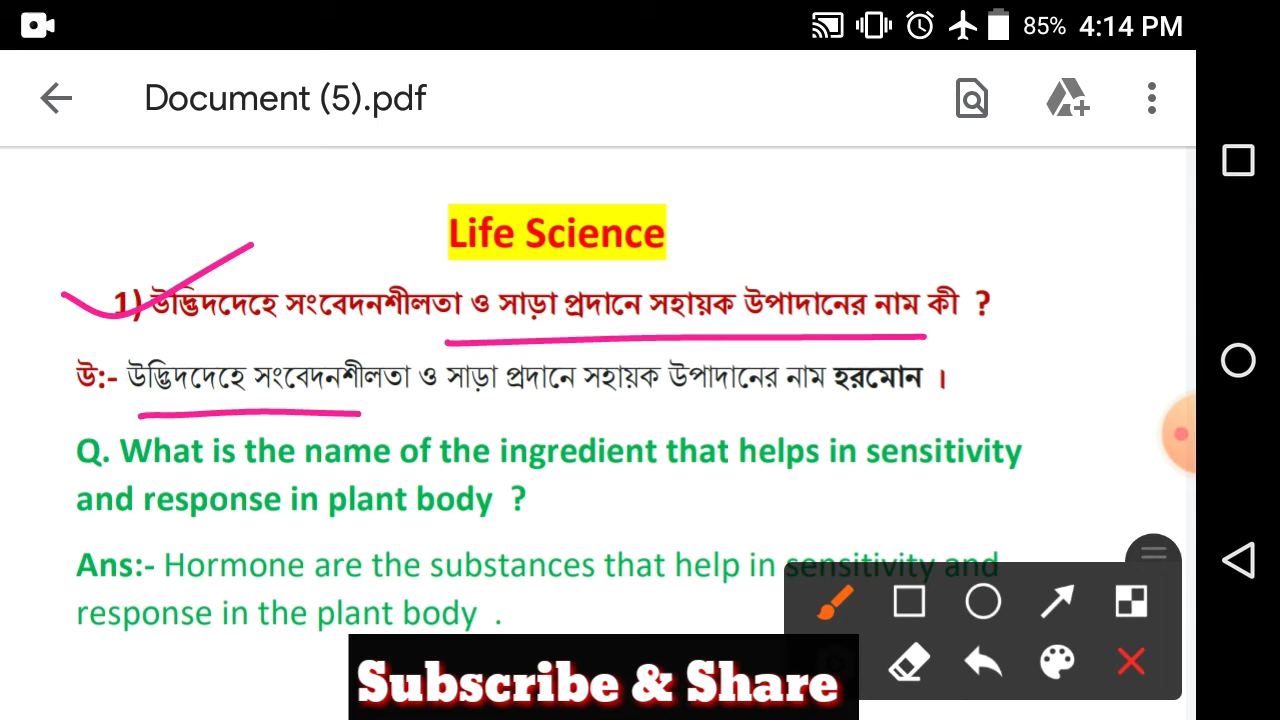 85% 4:14 PM
Document (5).pdf
Life Science
1) উদ্ভিদদেহে সংবেদনশীলতা ও সাড়া প্রদানে সহায়ক উপাদানের নাম কী ?
উ:- উদ্ভিদদেহে সংবেদনশীলতা ও সাড়া প্রদানে সহায়ক উপাদানের নাম হরমোন ।
Q. What is the name of the ingredient that helps in sensitivity
and response in plant body ?
Ans:- Hormone are the substances that help in sensitivity and
response in the plant body .
Subscribe & Share